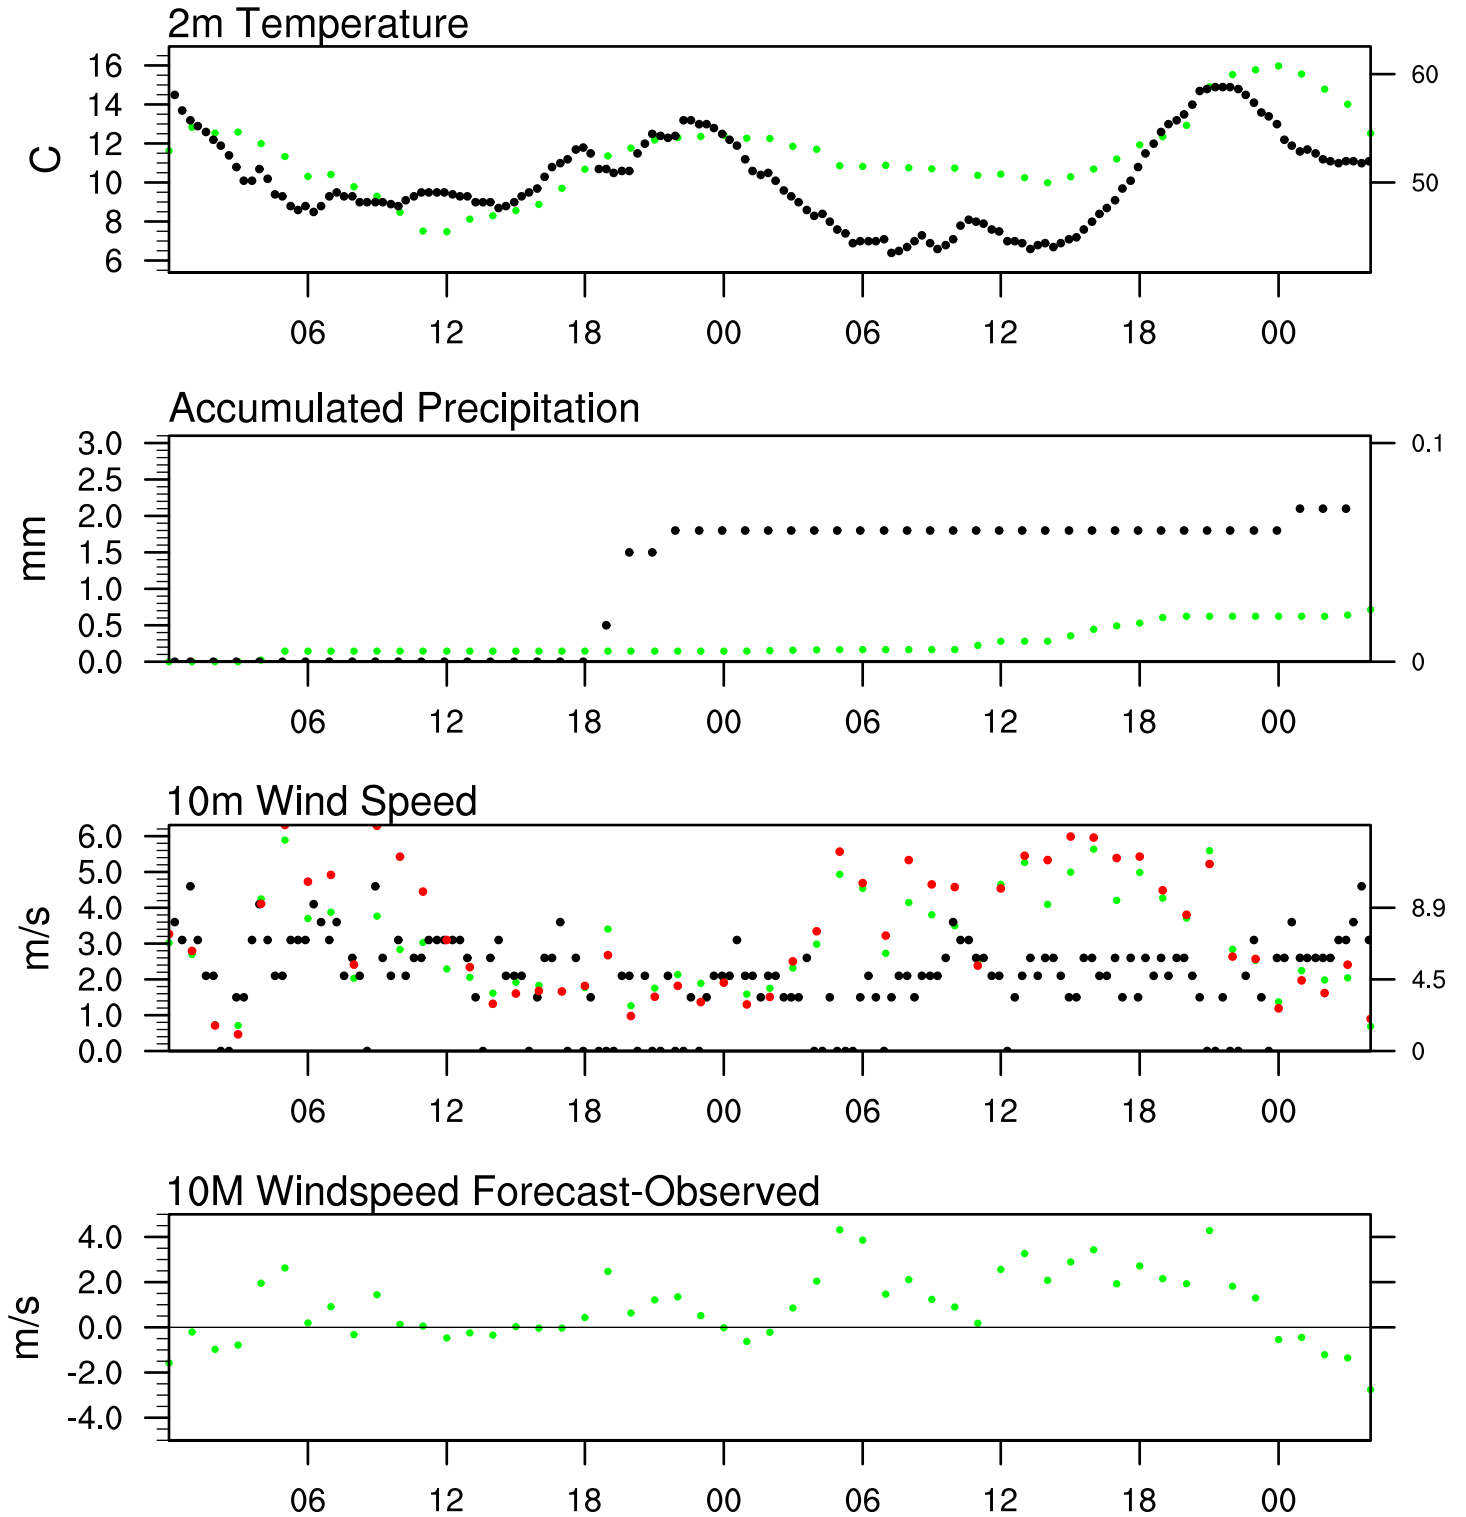 2m Temperature
16
14
12
10
8
6
C
60
50
06 12 18 00 06 12 18 00
Accumulated Precipitation
3.0
2.5
2.0
1.5
1.0
0.5
0.0
mm
0.1
0
06 12 18 00 06 12 18 00
10m Wind Speed
6.0
5.0
4.0
3.0
2.0
1.0
0.0
m/s
8.9
4.5
0
06 12 18 00 06 12 18 00
10M Windspeed Forecast-Observed
4.0
2.0
0.0
-2.0
-4.0
m/s
06 12 18 00 06 12 18 00